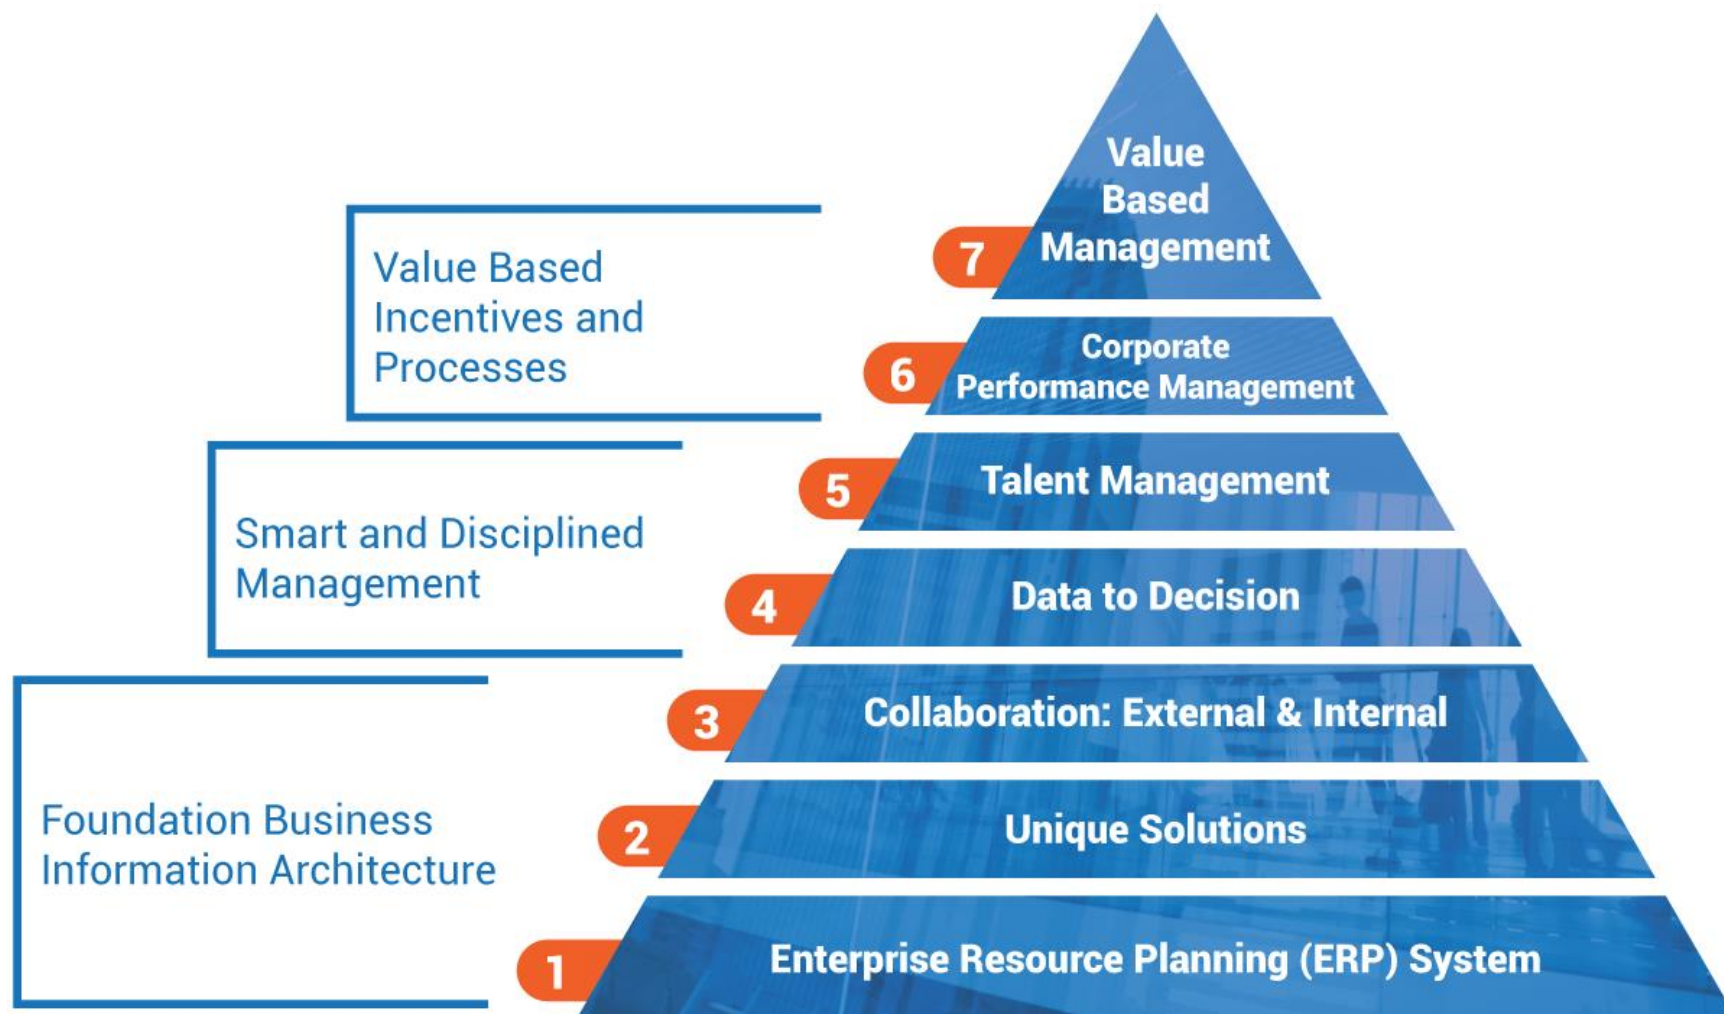 Value
Based
Management
7
Value Based
Incentives and
Processes
6
Corporate
Performance Management
5
Talent Management
Smart and Disciplined
Management
4
Data to Decision
3
Collaboration: External & Internal
Foundation Business
Information Architecture
2
Unique Solutions
1
Enterprise Resource Planning (ERP) System